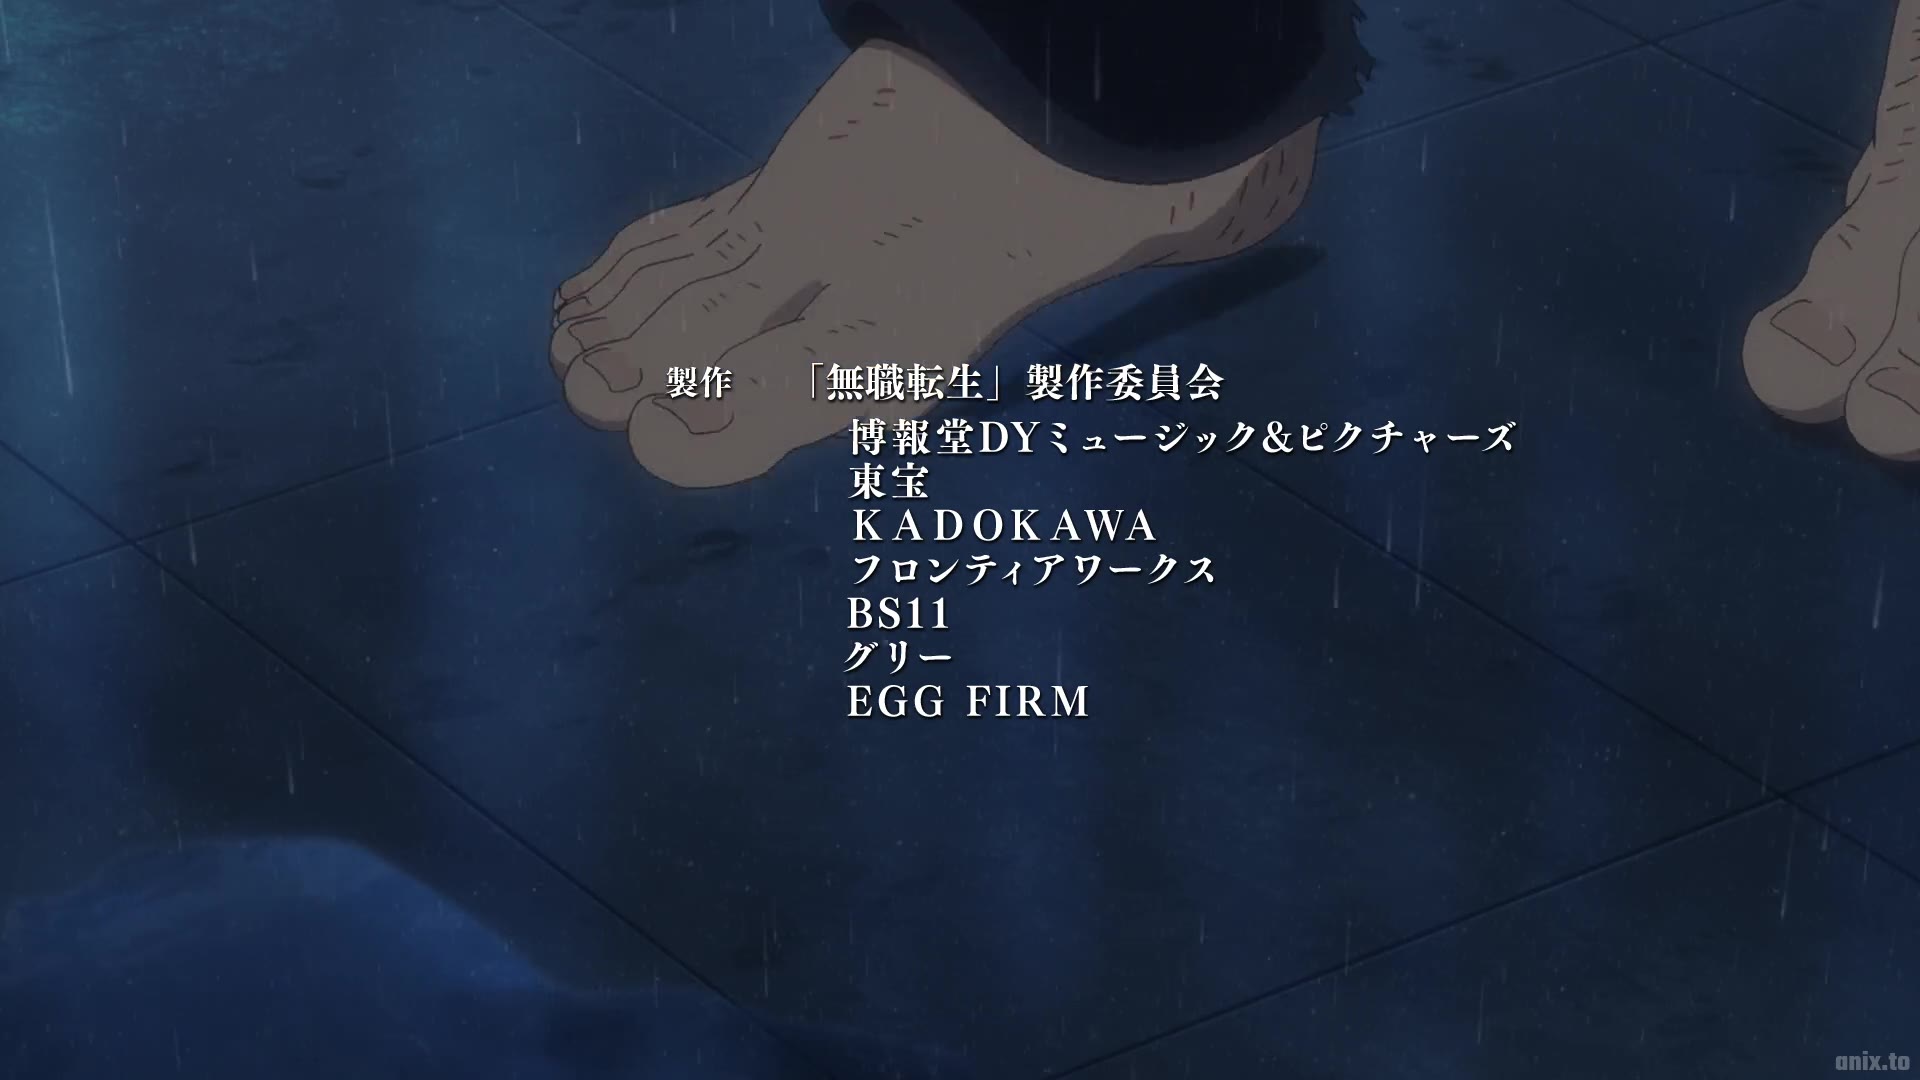 製作 「無職転生」製作委員会
博報堂DYミュージック&ピクチャーズ
東宝
KADOKAWA
フロンティアワークス
BS11
グリー
EGG FIRM
anix.to